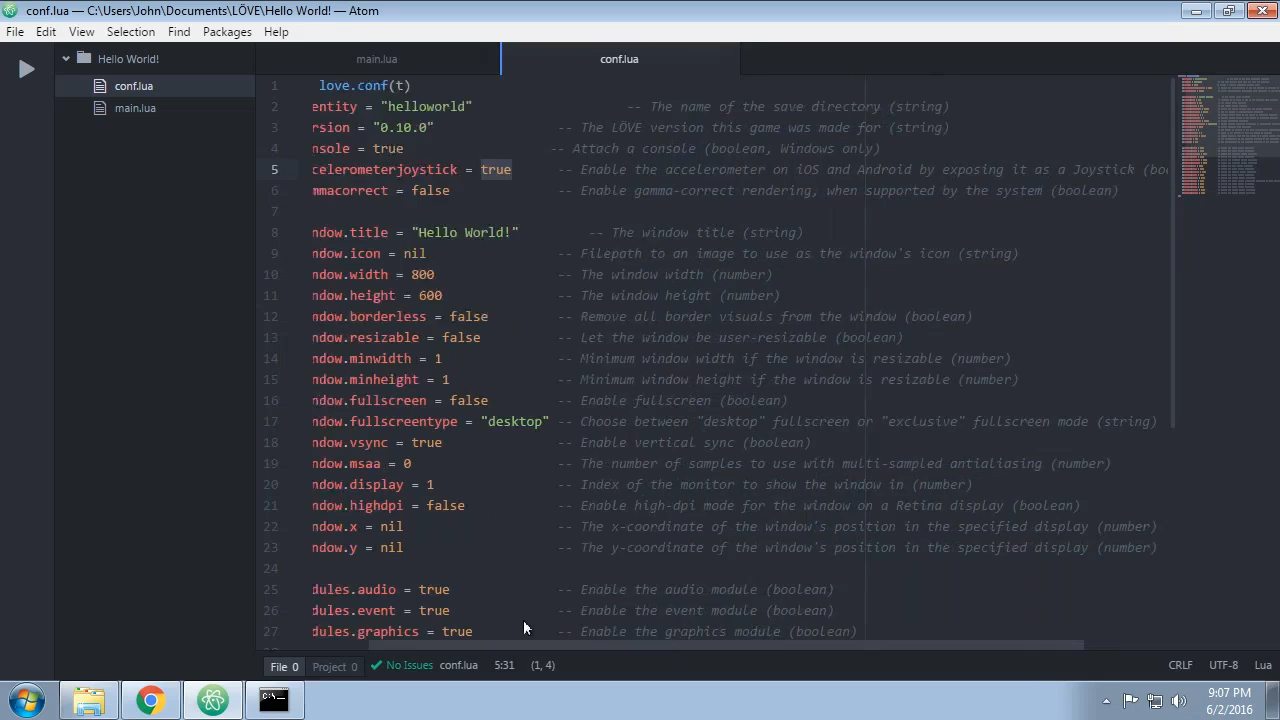 conf.lua — C:\Users\John\Documents\LÖVE\Hello World! — Atom
File Edit View Selection Find Packages Help
Hello World!
conf.lua
main.lua
main.lua conf.lua
1 love.conf(t)
2 entity = "helloworld" -- The name of the save directory (string)
3 rsion = "0.10.0" The LÖVE version this game was made for (string)
4 nsole = true Attach a console (boolean, Windows only)
5 celerometerjoystick = true -- Enable the accelerometer on iOS and Android by exposing it as a Joystick (boo
6 mmacorrect = false -- Enable gamma-correct rendering, when supported by the system (boolean)
7
8 ndow.title = "Hello World!" -- The window title (string)
9 ndow.icon = nil -- Filepath to an image to use as the window's icon (string)
10 ndow.width = 800 -- The window width (number)
11 ndow.height = 600 -- The window height (number)
12 ndow.borderless = false -- Remove all border visuals from the window (boolean)
13 ndow.resizable = false -- Let the window be user-resizable (boolean)
14 ndow.minwidth = 1 -- Minimum window width if the window is resizable (number)
15 ndow.minheight = 1 -- Minimum window height if the window is resizable (number)
16 ndow.fullscreen = false -- Enable fullscreen (boolean)
17 ndow.fullscreentype = "desktop" -- Choose between "desktop" fullscreen or "exclusive" fullscreen mode (string)
18 ndow.vsync = true -- Enable vertical sync (boolean)
19 ndow.msaa = 0 -- The number of samples to use with multi-sampled antialiasing (number)
20 ndow.display = 1 -- Index of the monitor to show the window in (number)
21 ndow.highdpi = false -- Enable high-dpi mode for the window on a Retina display (boolean)
22 ndow.x = nil -- The x-coordinate of the window's position in the specified display (number)
23 ndow.y = nil -- The y-coordinate of the window's position in the specified display (number)
24
25 dules.audio = true -- Enable the audio module (boolean)
26 dules.event = true -- Enable the event module (boolean)
27 dules.graphics = true -- Enable the graphics module (boolean)
File 0 Project 0 No Issues conf.lua 5:31 (1, 4) CRLF UTF-8 Lua
9:07 PM
6/2/2016